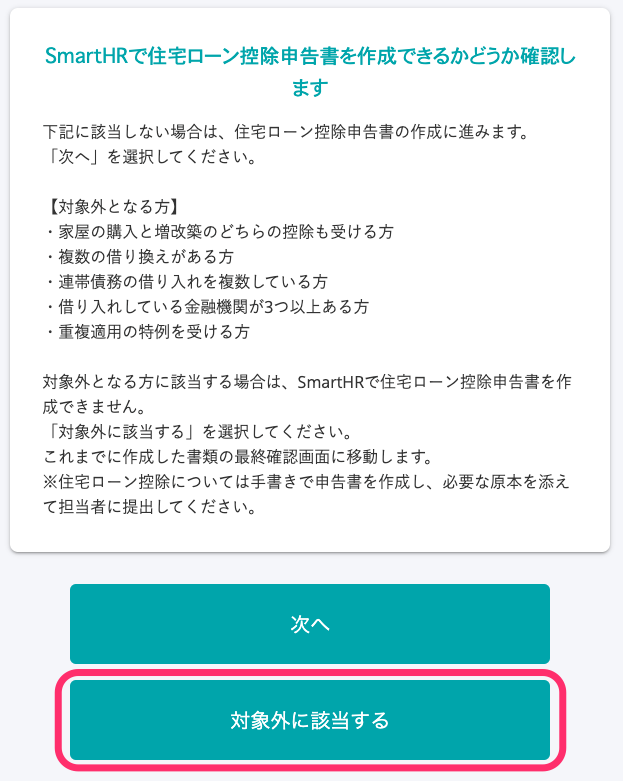 SmartHRで住宅ローン控除申告書を作成できるかどうか確認し
ます
下記に該当しない場合は、住宅ローン控除申告書の作成に進みます。
「次へ」を選択してください。
【対象外となる方】
・家屋の購入と増改築のどちらの控除も受ける方
・複数の借り換えがある方
・連帯債務の借り入れを複数している方
・借り入れしている金融機関が3つ以上ある方
・重複適用の特例を受ける方
対象外となる方に該当する場合は、SmartHRで住宅ローン控除申告書を作
成できません。
「対象外に該当する」を選択してください。
これまでに作成した書類の最終確認画面に移動します。
※住宅ローン控除については手書きで申告書を作成し、必要な原本を添え
て担当者に提出してください。
次へ
対象外に該当する